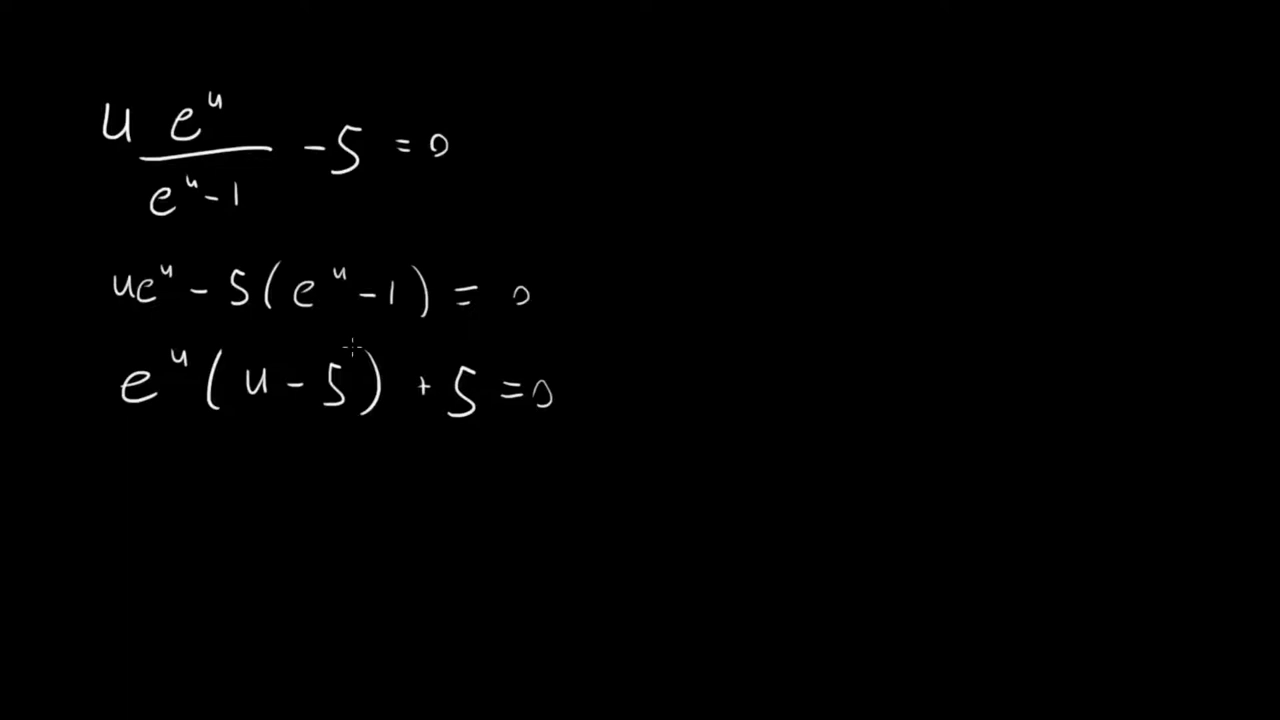 u e^u / (e^u - 1) - 5 = 0
ue^u - 5(e^u - 1) = 0
e^u(u - 5) + 5 = 0